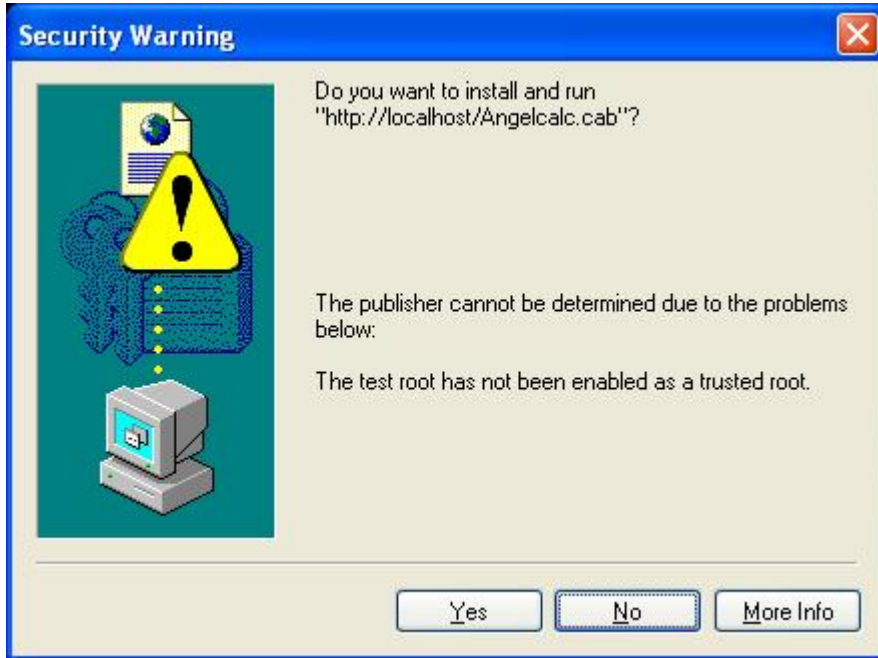 Security Warning
Do you want to install and run
"http://localhost/Angelcalc.cab"?
The publisher cannot be determined due to the problems
below:
The test root has not been enabled as a trusted root.
Yes
No
More Info